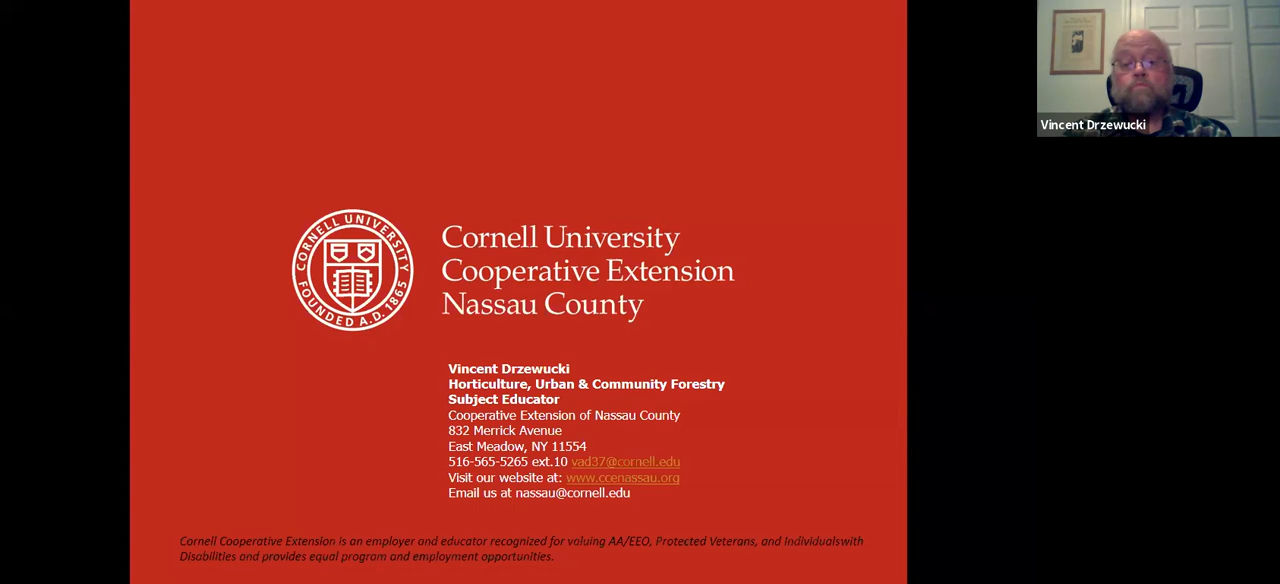 Vincent Drzewucki
CORNELL UNIVERSITY
FOUNDED A.D. 1865
Cornell University
Cooperative Extension
Nassau County
Vincent Drzewucki
Horticulture, Urban & Community Forestry
Subject Educator
Cooperative Extension of Nassau County
832 Merrick Avenue
East Meadow, NY 11554
516-565-5265 ext.10 vad37@cornell.edu
Visit our website at: www.ccenassau.org
Email us at nassau@cornell.edu
Cornell Cooperative Extension is an employer and educator recognized for valuing AA/EEO, Protected Veterans, and Individualswith
Disabilities and provides equal program and employment opportunities.